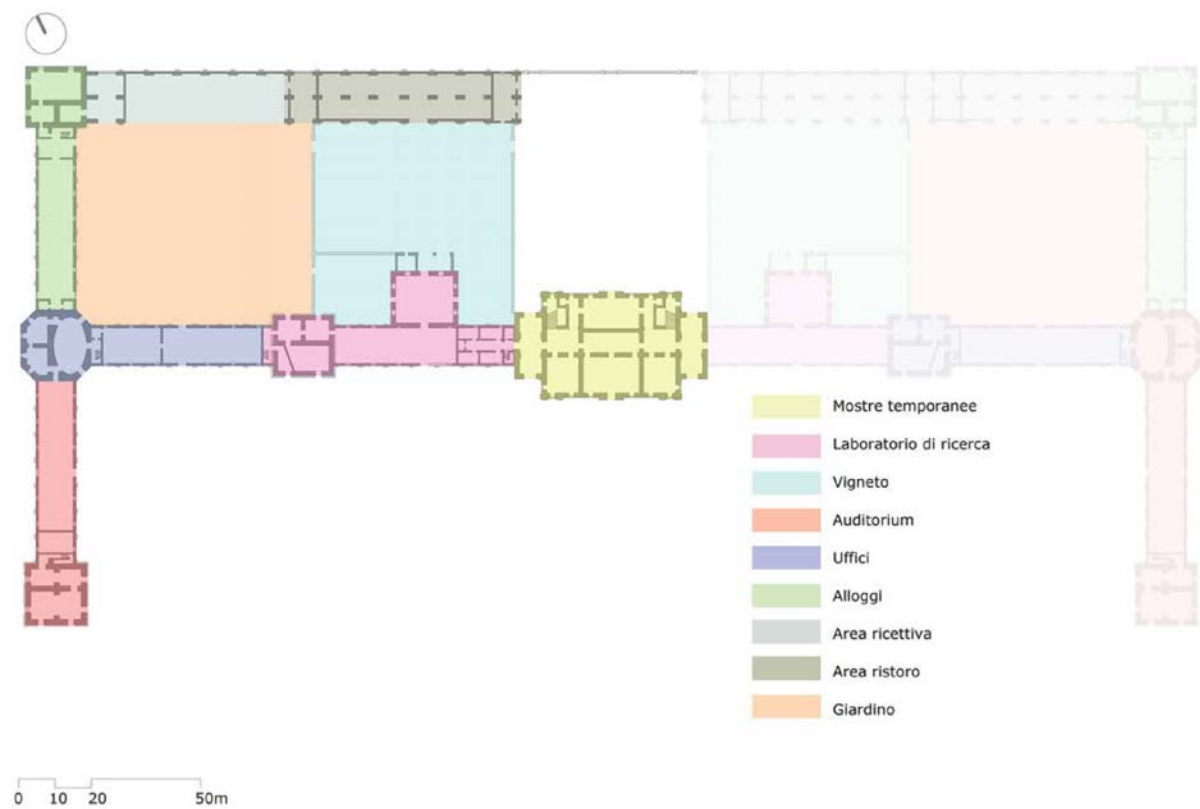 Mostre temporanee
Laboratorio di ricerca
Vigneto
Auditorium
Uffici
Alloggi
Area ricettiva
Area ristoro
Giardino
0 10 20 50m